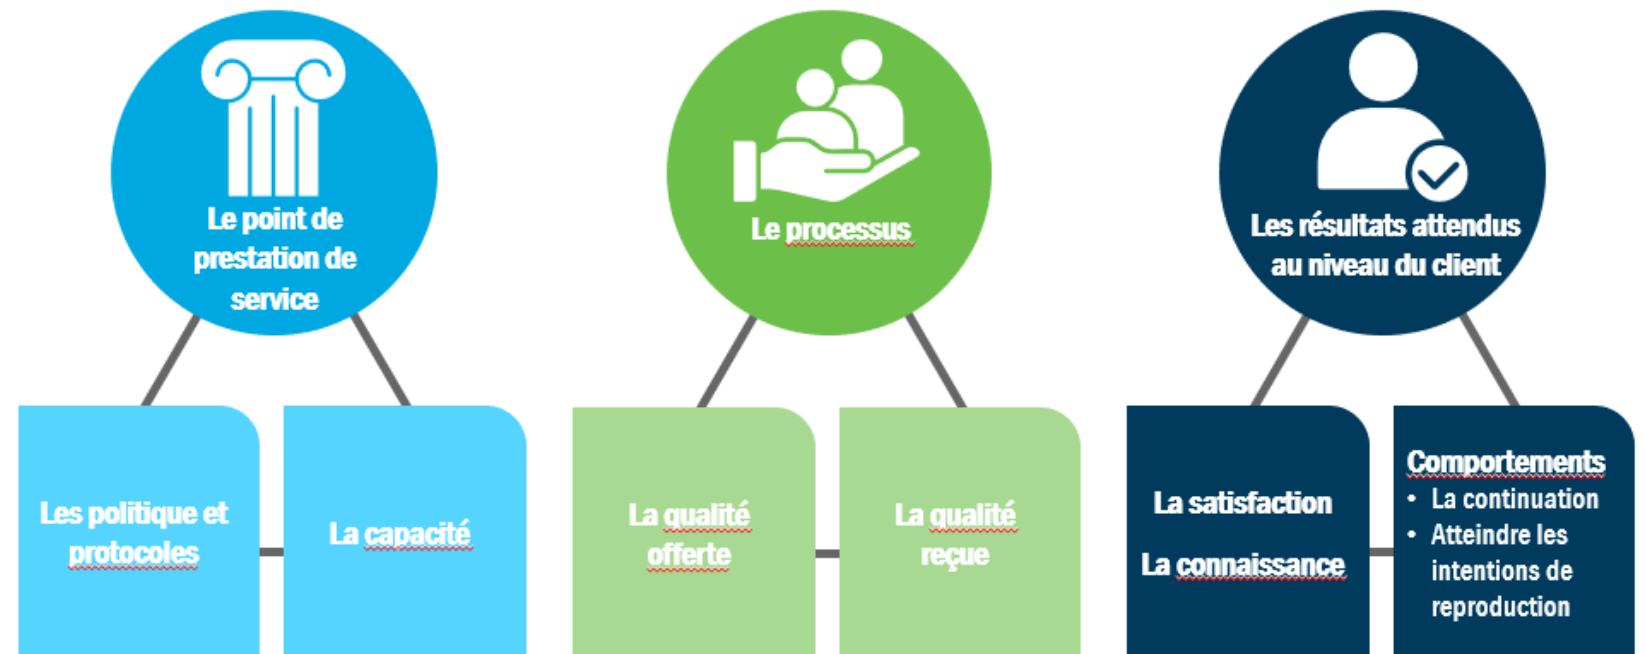 Le point de
prestation de
service
Les politique et
protocoles
La capacité
Le processus
La qualité
offerte
La qualité
reçue
Les résultats attendus
au niveau du client
La satisfaction
La connaissance
Comportements
• La continuation
• Atteindre les
intentions de
reproduction